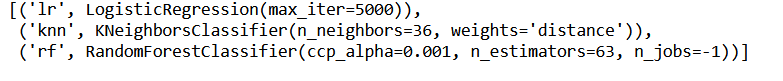 [('lr', LogisticRegression(max_iter=5000)),
('knn', KNeighborsClassifier(n_neighbors=36, weights='distance')),
('rf', RandomForestClassifier(ccp_alpha=0.001, n_estimators=63, n_jobs=-1))]